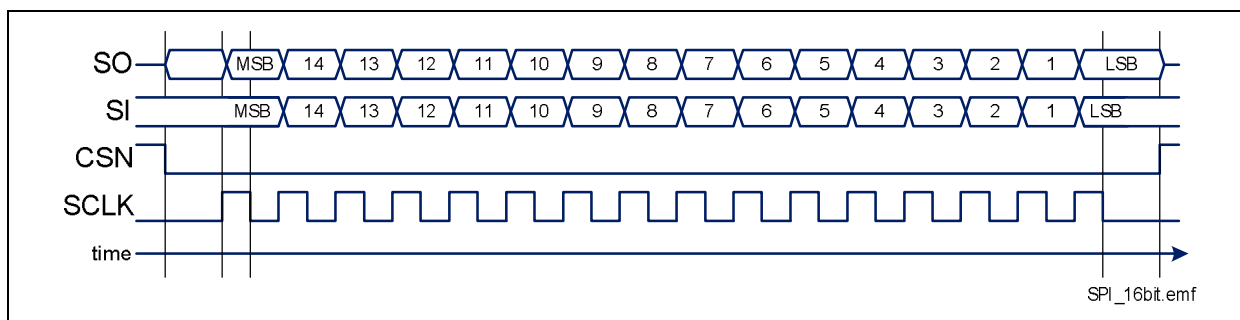 SO MSB 14 13 12 11 10 9 8 7 6 5 4 3 2 1 LSB
SI MSB 14 13 12 11 10 9 8 7 6 5 4 3 2 1 LSB
CSN
SCLK
time
SPI_16bit.emf